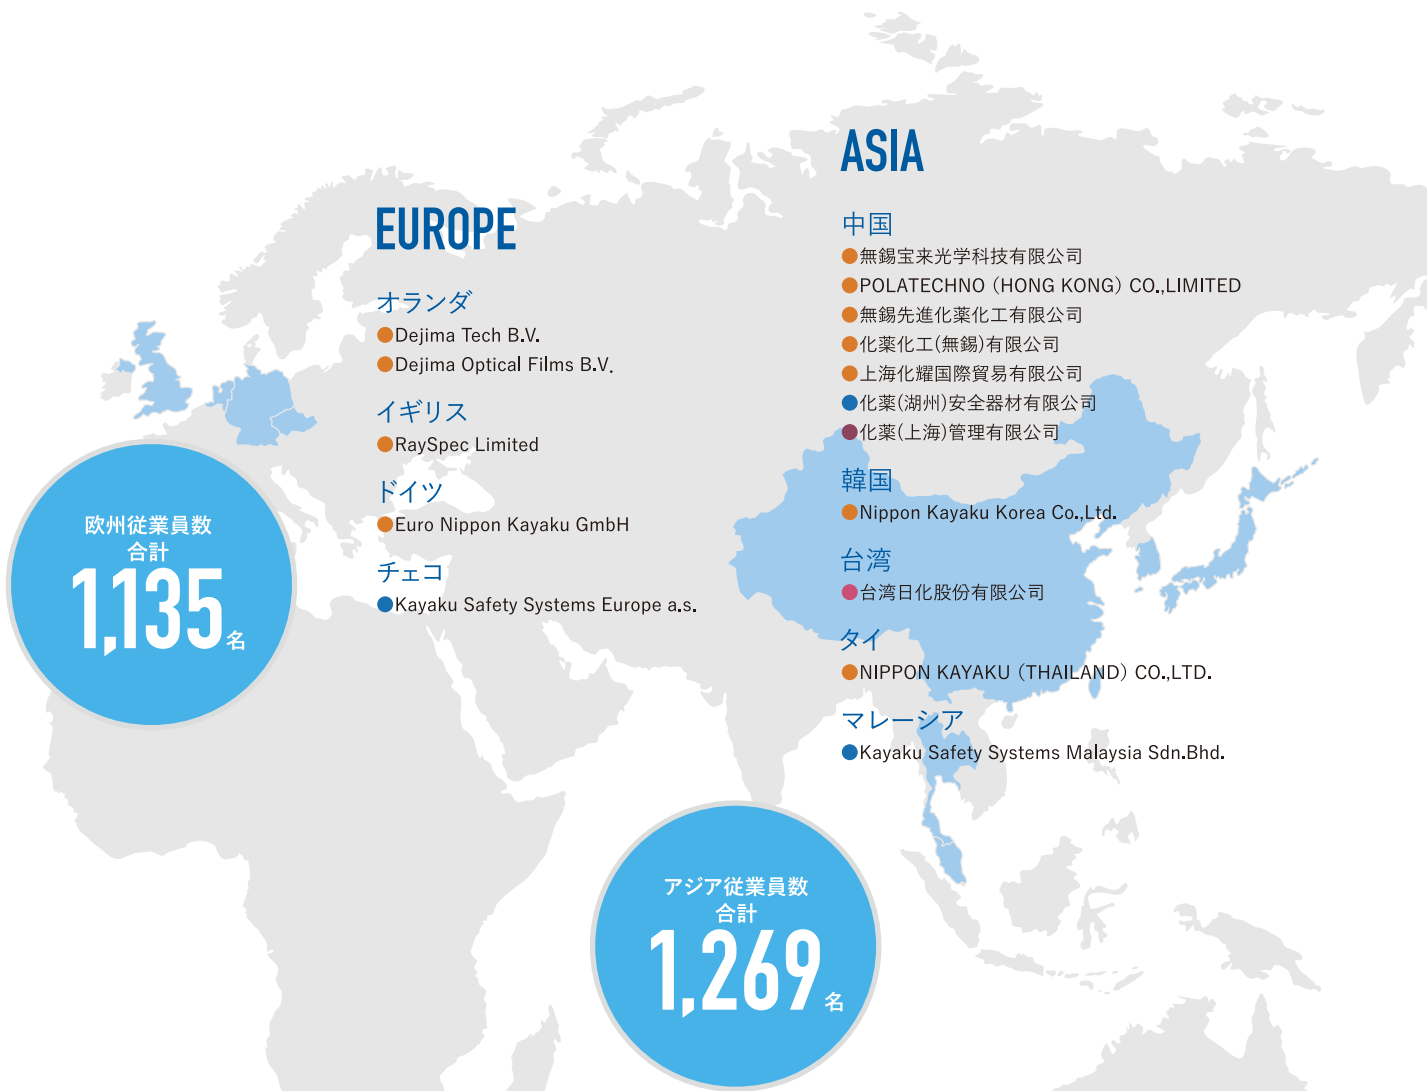 EUROPE
オランダ
●Dejima Tech B.V.
●Dejima Optical Films B.V.
イギリス
●RaySpec Limited
ドイツ
●Euro Nippon Kayaku GmbH
チェコ
●Kayaku Safety Systems Europe a.s.
欧州従業員数
合計
1,135名
ASIA
中国
●無錫宝来光学科技有限公司
●POLATECHNO (HONG KONG) CO.,LIMITED
●無錫先進化薬化工有限公司
●化薬化工(無錫)有限公司
●上海化耀国際貿易有限公司
●化薬(湖州)安全器材有限公司
●化薬(上海)管理有限公司
韓国
●Nippon Kayaku Korea Co.,Ltd.
台湾
●台湾日化股份有限公司
タイ
●NIPPON KAYAKU (THAILAND) CO.,LTD.
マレーシア
●Kayaku Safety Systems Malaysia Sdn.Bhd.
アジア従業員数
合計
1,269名